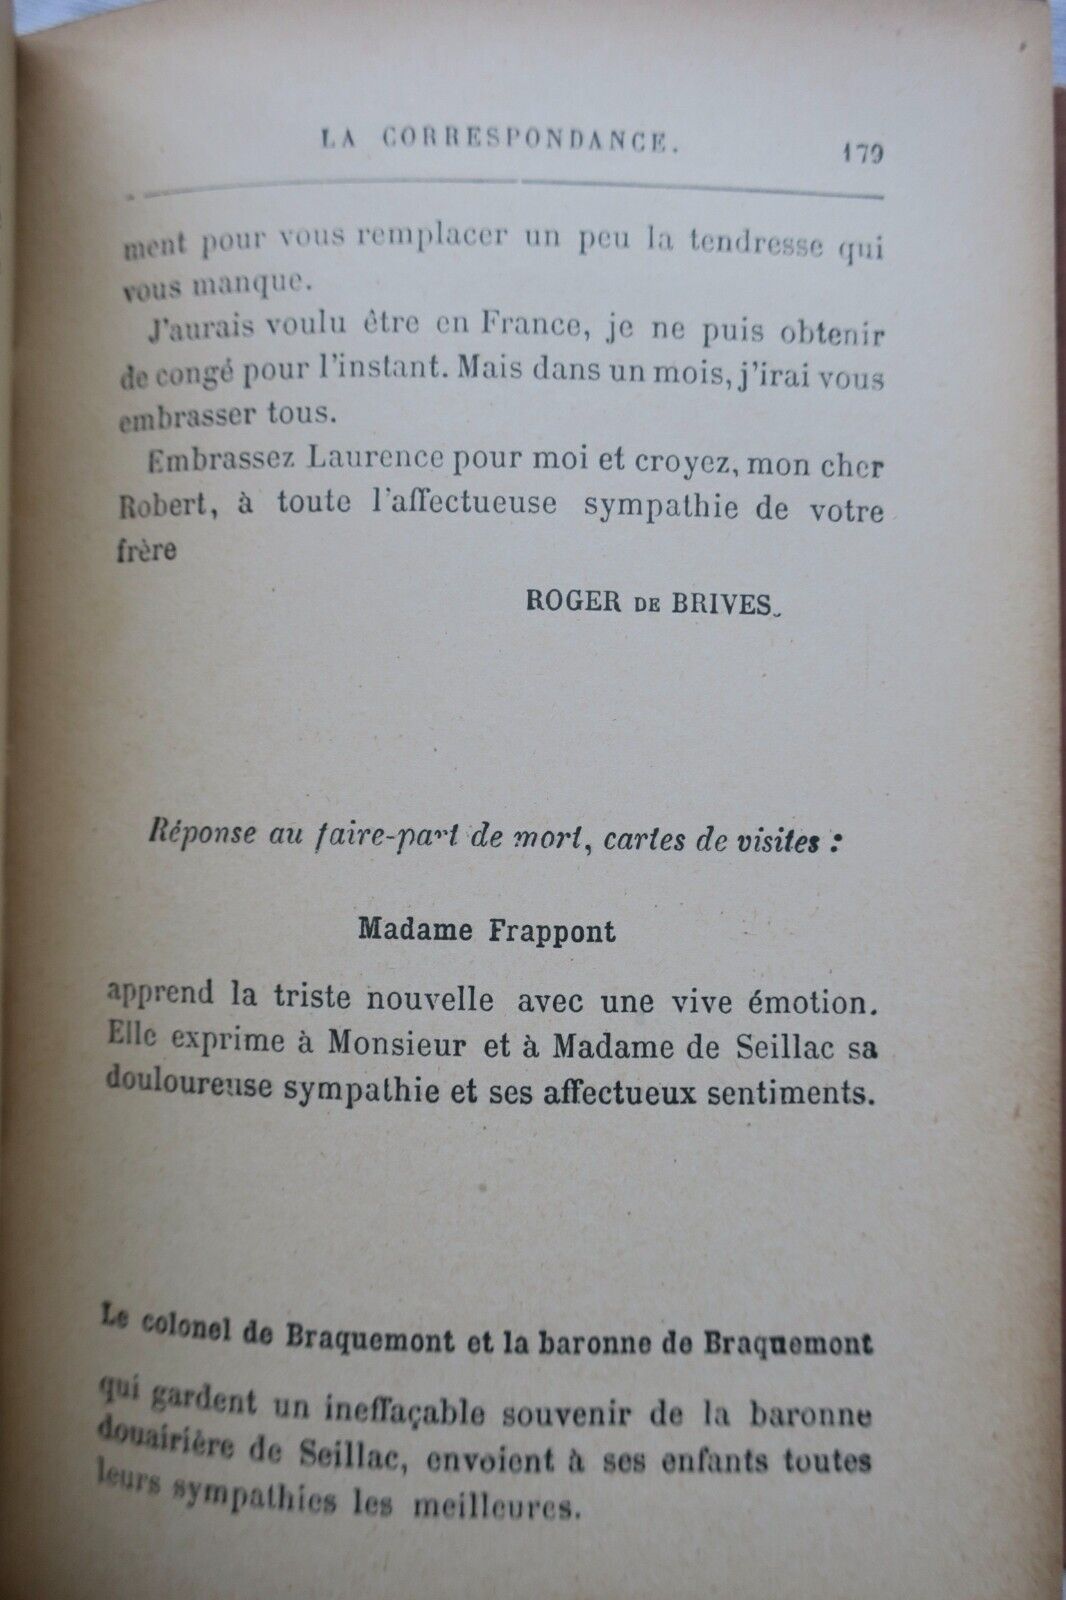 LA CORRESPONDANCE. 179
ment pour vous remplacer un peu la tendresse qui
vous manque.
J'aurais voulu être en France, je ne puis obtenir
de congé pour l'instant. Mais dans un mois, j'irai vous
embrasser tous.
Embrassez Laurence pour moi et croyez, mon cher
Robert, à toute l'affectueuse sympathie de votre
frère
ROGER DE BRIVES.
Réponse au faire-part de mort, cartes de visites :
Madame Frappont
apprend la triste nouvelle avec une vive émotion.
Elle exprime à Monsieur et à Madame de Seillac sa
douloureuse sympathie et ses affectueux sentiments.
Le colonel de Braquemont et la baronne de Braquemont
qui gardent un ineffaçable souvenir de la baronne
douairière de Seillac, envoient à ses enfants toutes
leurs sympathies les meilleures.